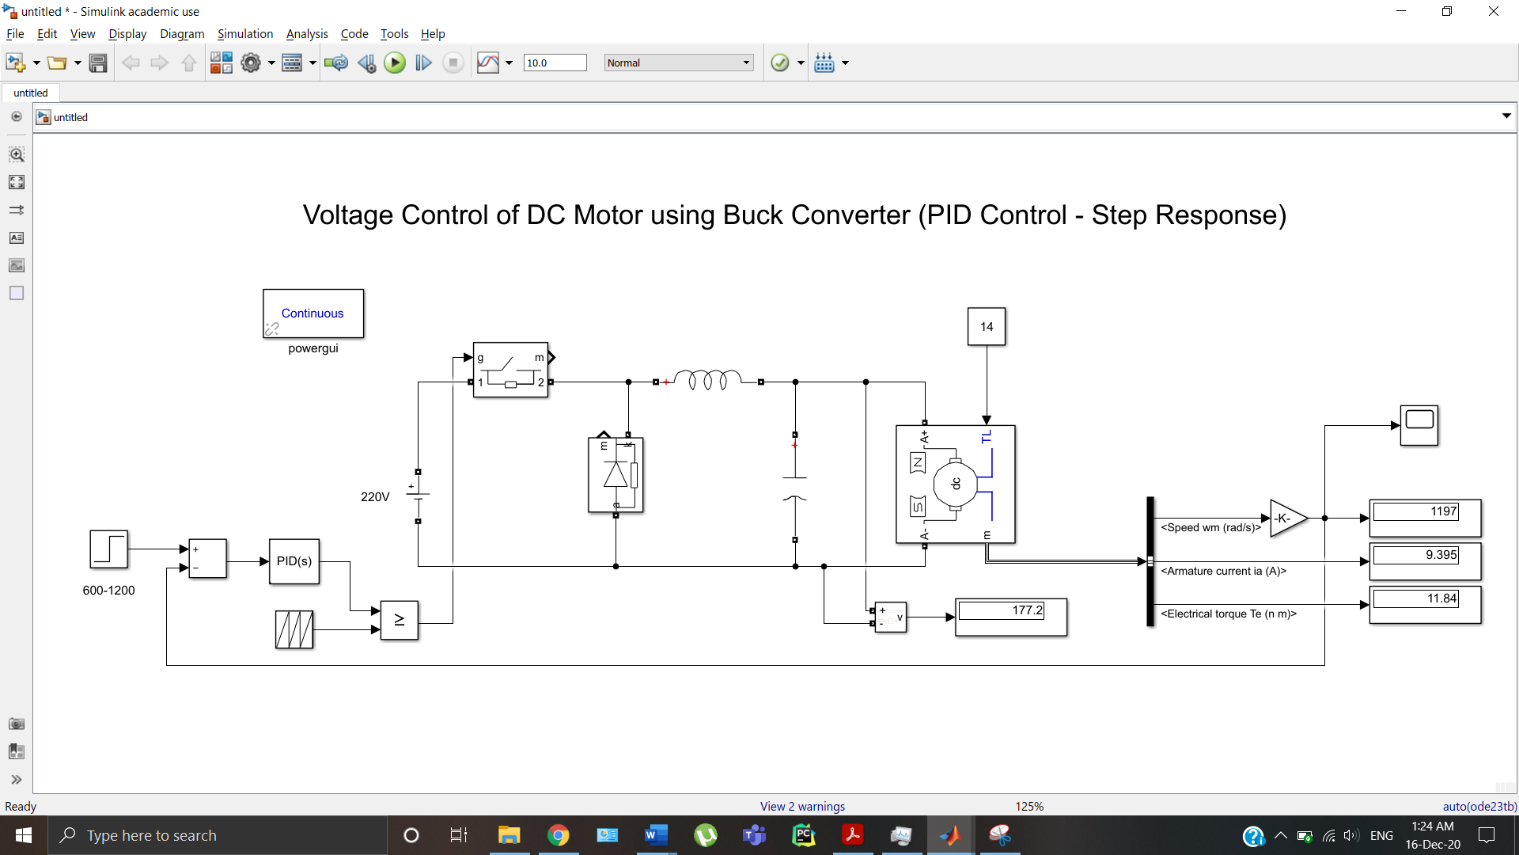 untitled * - Simulink academic use
File Edit View Display Diagram Simulation Analysis Code Tools Help
10.0 Normal
untitled
untitled
Voltage Control of DC Motor using Buck Converter (PID Control - Step Response)
Continuous
powergui
14
g m
1 2
m k
a
A+ TL
N
dc
S
A- m
220V
+
600-1200
+
−
PID(s)
≥
+
-
v
177.2
<Speed wm (rad/s)>
-K-
1197
<Armature current ia (A)>
9.395
<Electrical torque Te (n m)>
11.84
Ready View 2 warnings 125% auto(ode23tb)
Type here to search
ENG
1:24 AM
16-Dec-20